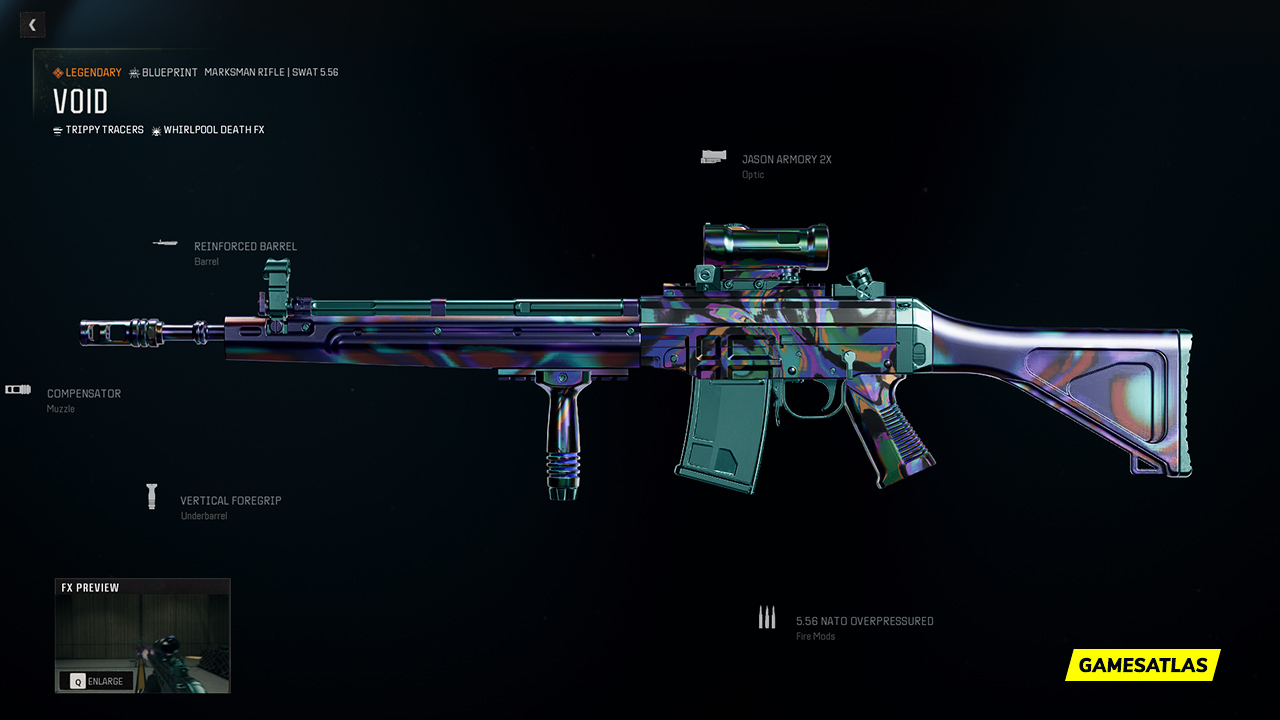 LEGENDARY BLUEPRINT MARKSMAN RIFLE | SWAT 5.56
VOID
TRIPPY TRACERS WHIRLPOOL DEATH FX
JASON ARMORY 2X
Optic
REINFORCED BARREL
Barrel
COMPENSATOR
Muzzle
VERTICAL FOREGRIP
Underbarrel
FX PREVIEW
Q ENLARGE
5.56 NATO OVERPRESSURED
Fire Mods
GAMESATLAS